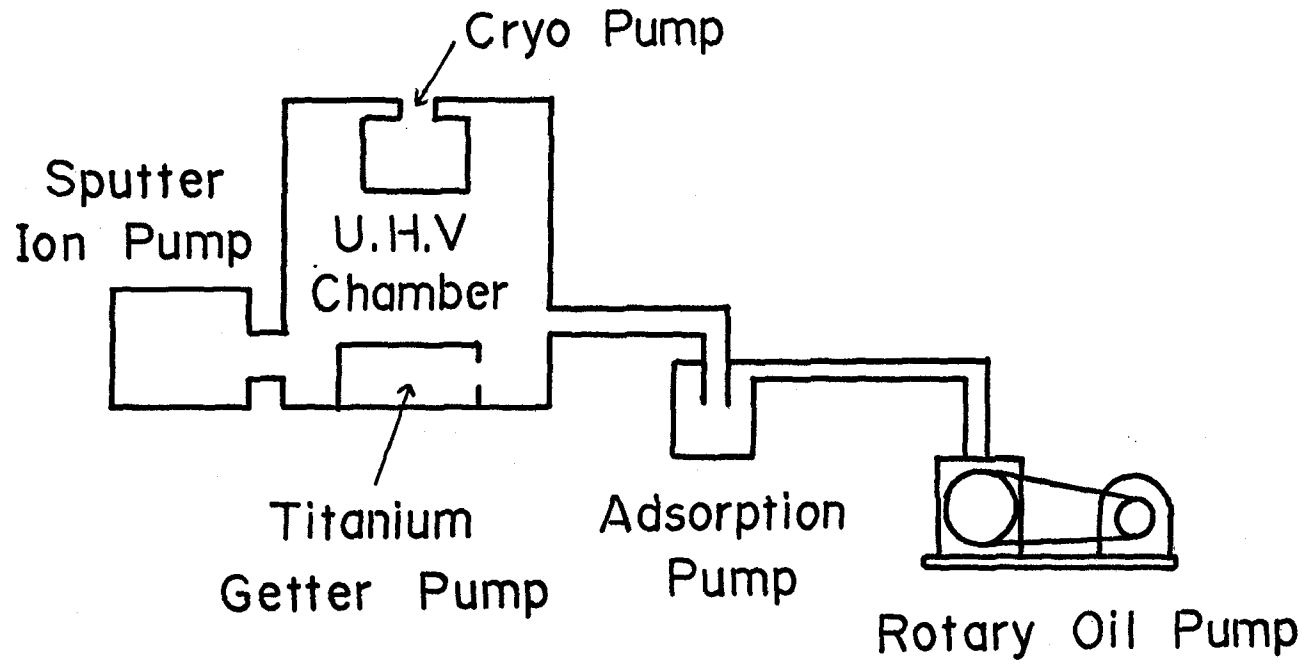 Cryo Pump
Sputter
Ion Pump
U.H.V
Chamber
Titanium
Getter Pump
Adsorption
Pump
Rotary Oil Pump